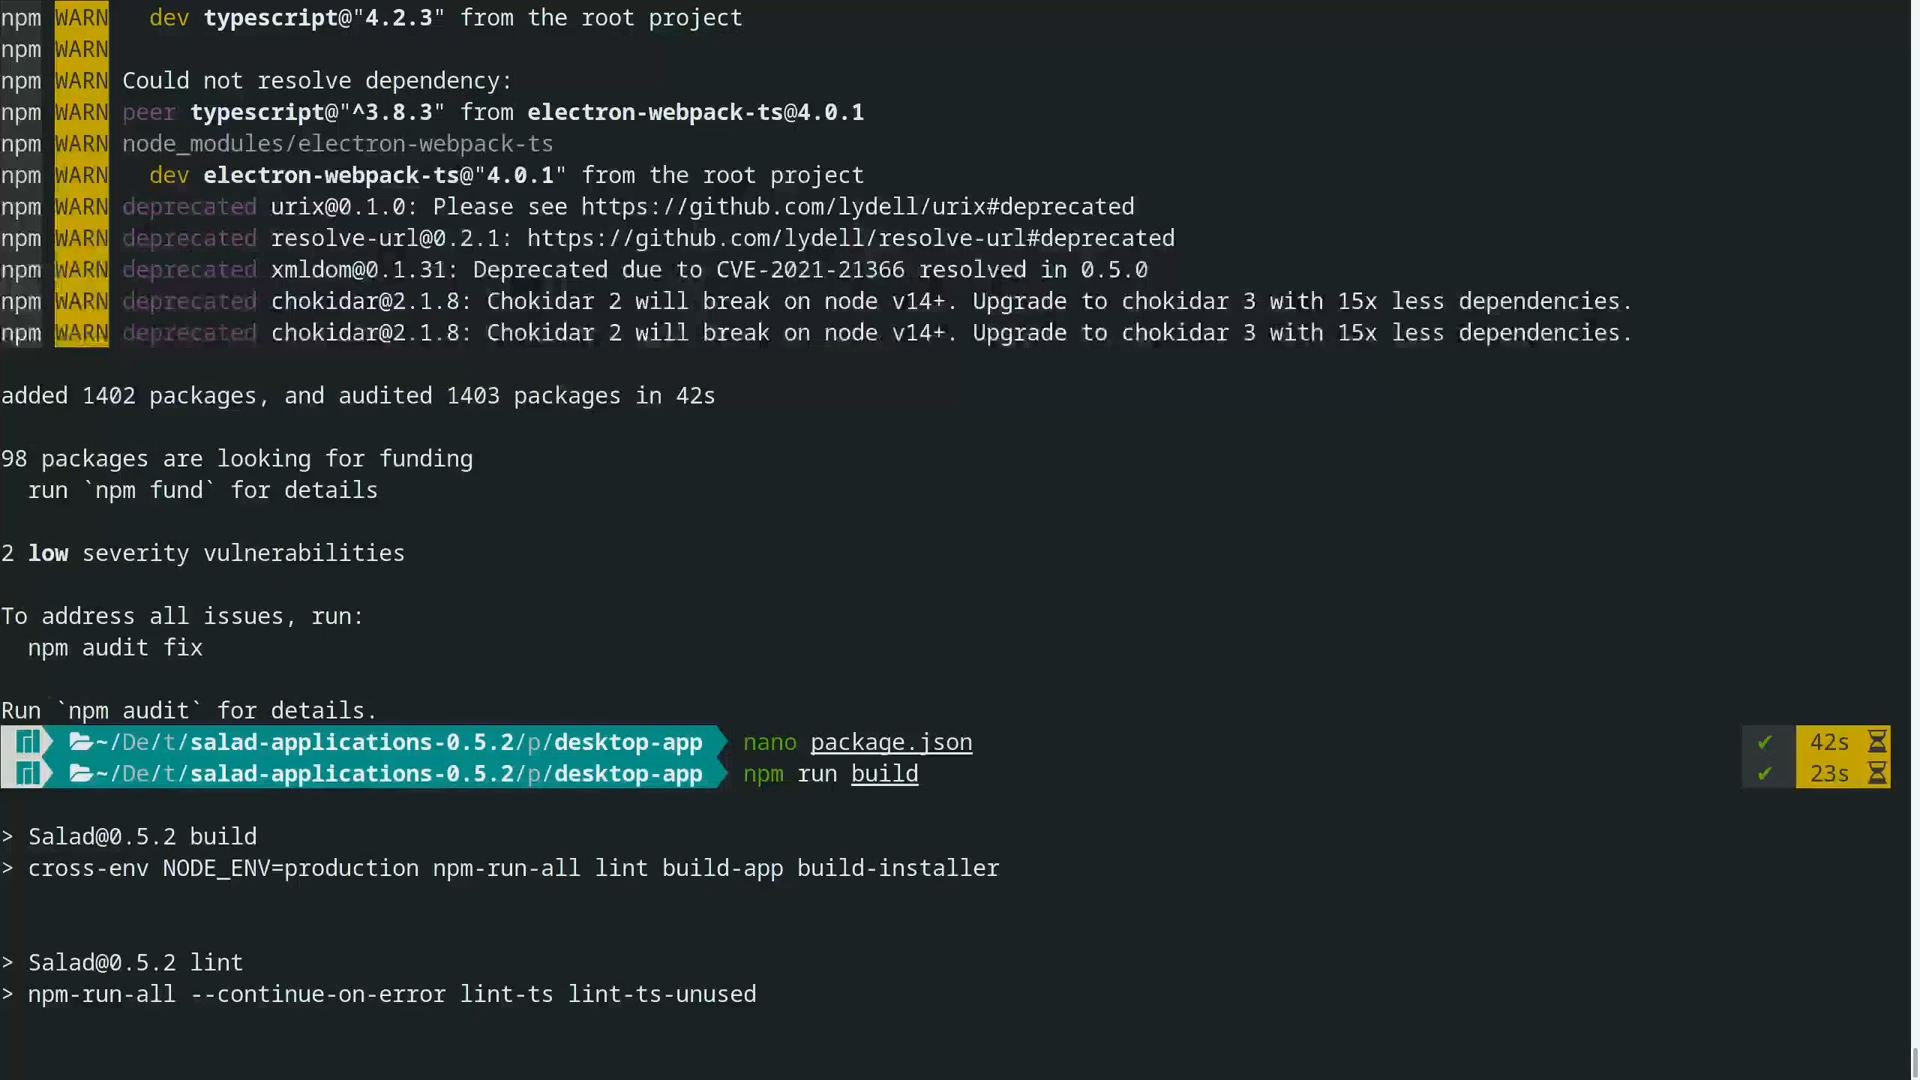 npm WARN   dev typescript@"4.2.3" from the root project
npm WARN
npm WARN Could not resolve dependency:
npm WARN peer typescript@"^3.8.3" from electron-webpack-ts@4.0.1
npm WARN node_modules/electron-webpack-ts
npm WARN   dev electron-webpack-ts@"4.0.1" from the root project
npm WARN deprecated urix@0.1.0: Please see https://github.com/lydell/urix#deprecated
npm WARN deprecated resolve-url@0.2.1: https://github.com/lydell/resolve-url#deprecated
npm WARN deprecated xmldom@0.1.31: Deprecated due to CVE-2021-21366 resolved in 0.5.0
npm WARN deprecated chokidar@2.1.8: Chokidar 2 will break on node v14+. Upgrade to chokidar 3 with 15x less dependencies.
npm WARN deprecated chokidar@2.1.8: Chokidar 2 will break on node v14+. Upgrade to chokidar 3 with 15x less dependencies.
added 1402 packages, and audited 1403 packages in 42s
98 packages are looking for funding
  run `npm fund` for details
2 low severity vulnerabilities
To address all issues, run:
  npm audit fix
Run `npm audit` for details.
~/De/t/salad-applications-0.5.2/p/desktop-app nano package.json ✔ 42s
~/De/t/salad-applications-0.5.2/p/desktop-app npm run build ✔ 23s
> Salad@0.5.2 build
> cross-env NODE_ENV=production npm-run-all lint build-app build-installer
> Salad@0.5.2 lint
> npm-run-all --continue-on-error lint-ts lint-ts-unused